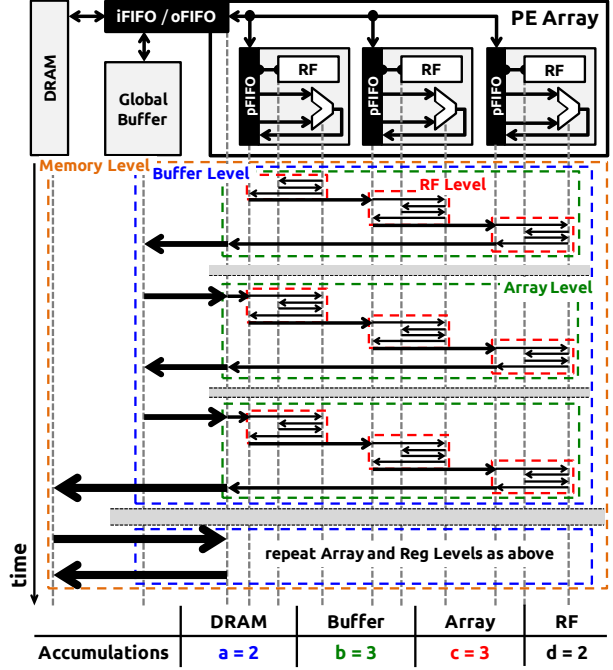 iFIFO / oFIFO
PE Array
DRAM
Global
Buffer
pFIFO
RF
pFIFO
RF
pFIFO
RF
Memory Level
Buffer Level
RF Level
Array Level
repeat Array and Reg Levels as above
time
DRAM Buffer Array RF
Accumulations a = 2 b = 3 c = 3 d = 2